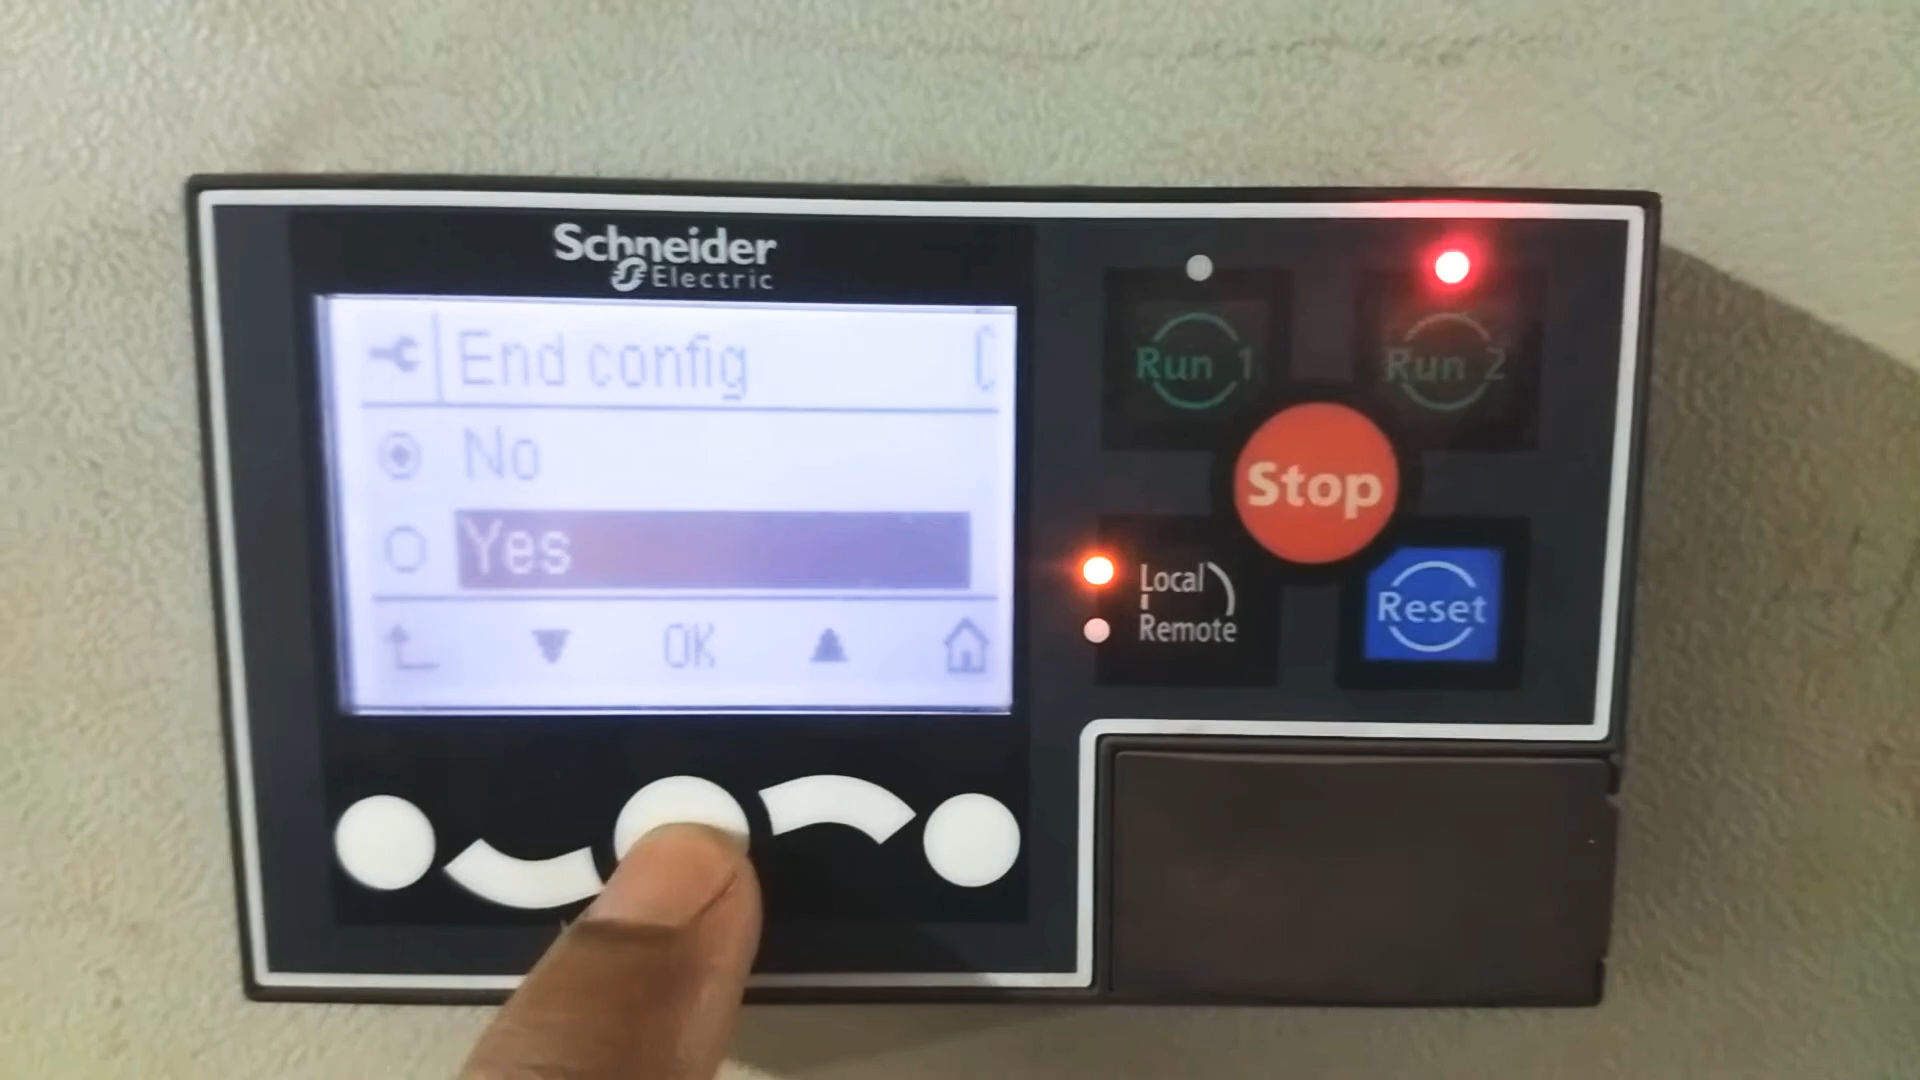 Schneider
Electric
End config
No
Yes
OK
Run 1
Run 2
Stop
Local
Remote
Reset